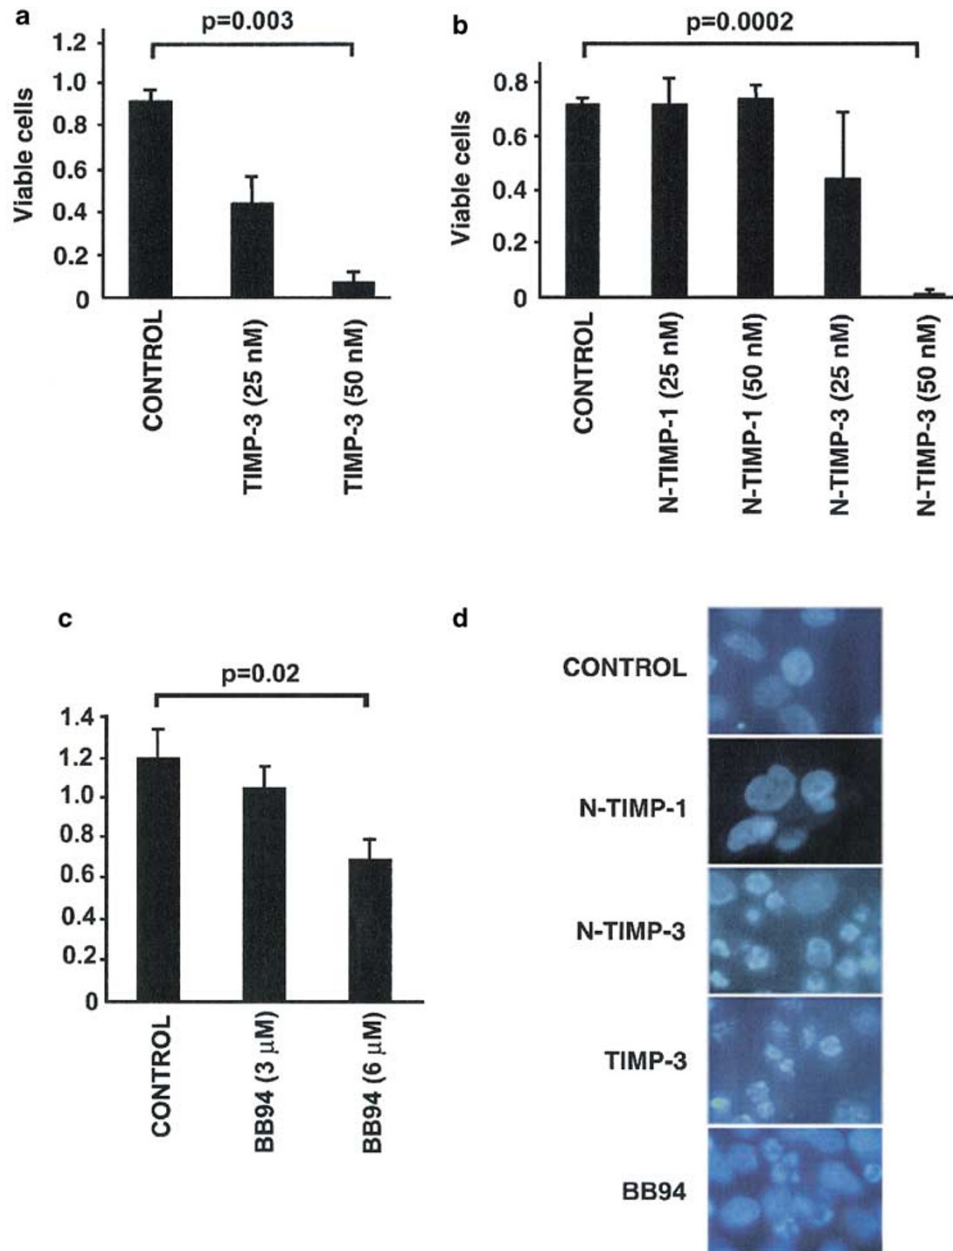 a
p=0.003
1.2
1.0
0.8
0.6
0.4
0.2
0
Viable cells
CONTROL
TIMP-3 (25 nM)
TIMP-3 (50 nM)
b
p=0.0002
0.8
0.6
0.4
0.2
0
Viable cells
CONTROL
N-TIMP-1 (25 nM)
N-TIMP-1 (50 nM)
N-TIMP-3 (25 nM)
N-TIMP-3 (50 nM)
c
p=0.02
1.4
1.2
1.0
0.8
0.6
0.4
0.2
0
CONTROL
BB94 (3 μM)
BB94 (6 μM)
d
CONTROL
N-TIMP-1
N-TIMP-3
TIMP-3
BB94